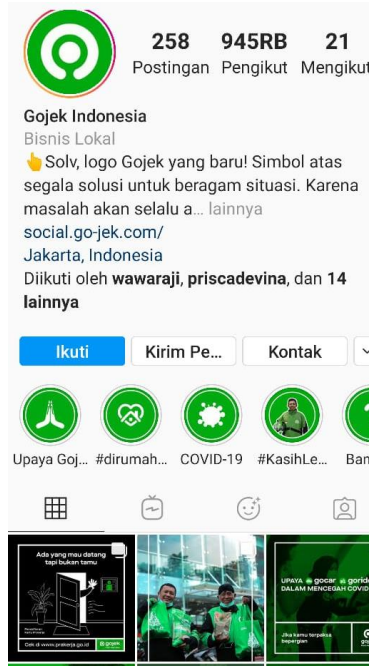 258 945RB 21
Postingan Pengikut Mengikut
Gojek Indonesia
Bisnis Lokal
👆Solv, logo Gojek yang baru! Simbol atas
segala solusi untuk beragam situasi. Karena
masalah akan selalu a... lainnya
social.go-jek.com/
Jakarta, Indonesia
Diikuti oleh wawaraji, priscadevina, dan 14
lainnya
Ikuti Kirim Pe... Kontak
Upaya Goj... #dirumah... COVID-19 #KasihLe... Ban
Ada yang mau datang
tapi bukan tamu
Cek di www.prakerja.go.id gojek
UPAYA gocar goride
DALAM MENCEGAH COVID
Jika kamu terpaksa
bepergian